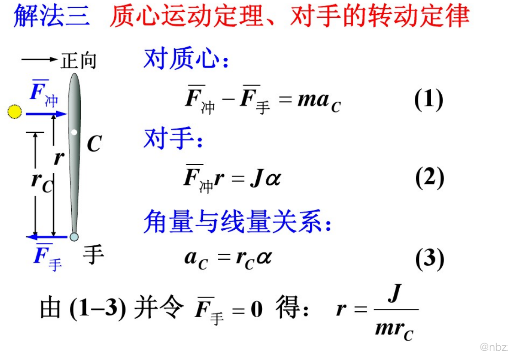 解法三 质心运动定理、对手的转动定律
正向
F̅冲
C
r
rC
F̅手
手
对质心：
F̅冲 − F̅手 = maC (1)
对手：
F̅冲r = Jα (2)
角量与线量关系：
aC = rCα (3)
由 (1–3) 并令 F̅手 = 0 得： r = J/mrC
@nbz